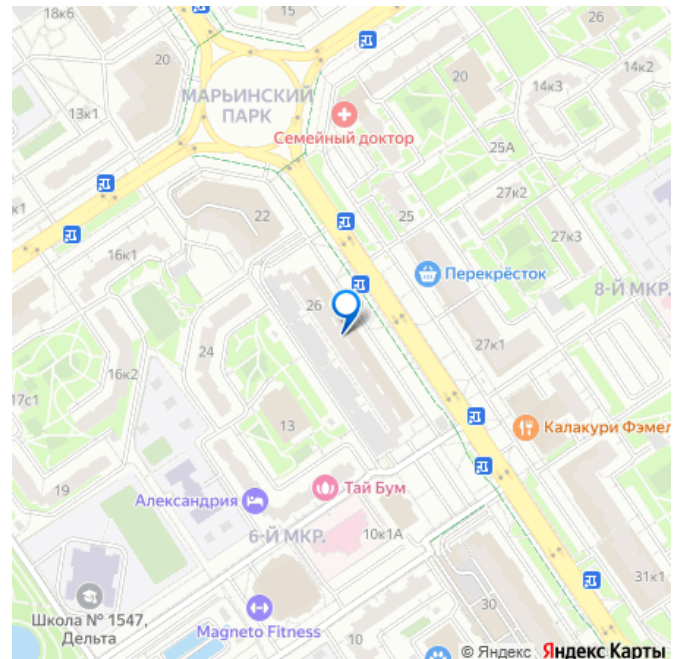 18к6
15
26
20
МАРЬИНСКИЙ
ПАРК
20
14к3
14к2
13к1
Семейный доктор
25А
к1
22
25
27к2
16к1
27к3
Перекрёсток
8-Й МКР.
26
24
27к1
16к2
17с1
13
Калакури Фэмел
19
Александрия
Тай Бум
6-Й МКР.
10к1А
31к1
Школа № 1547,
Дельта
Magneto Fitness
10
30
© Яндекс Яндекс Карты